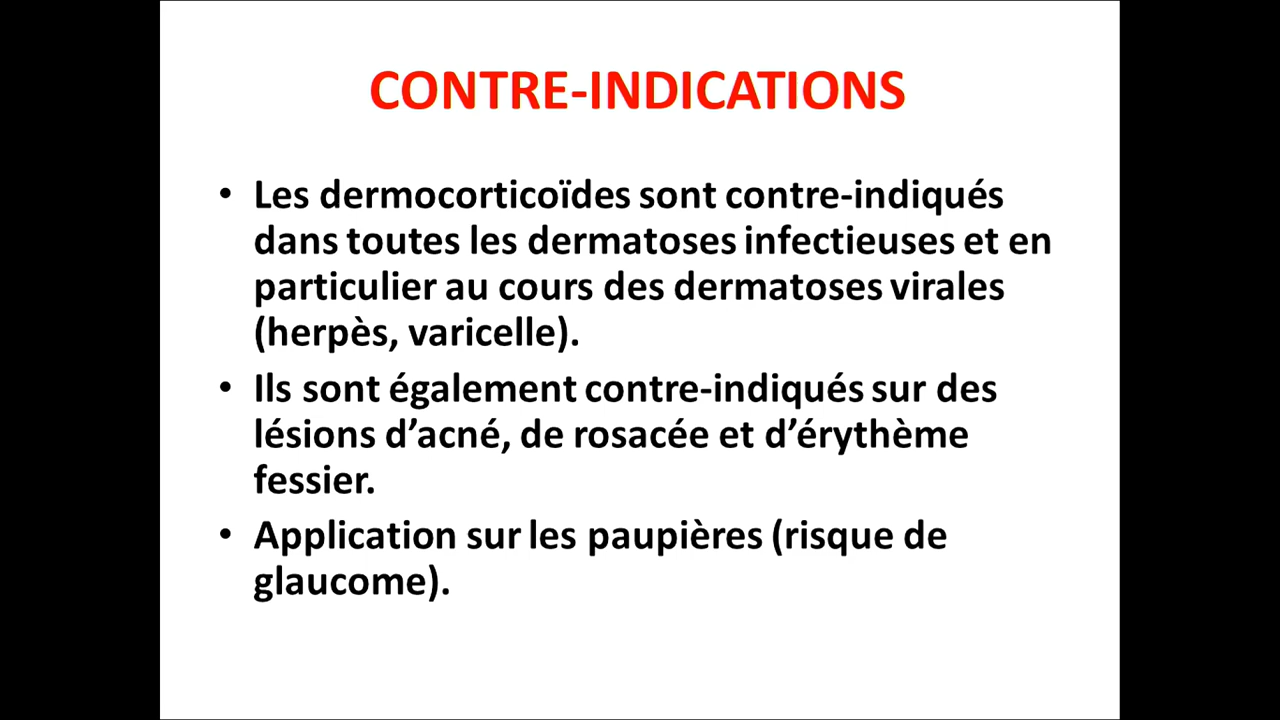 CONTRE-INDICATIONS
• Les dermocorticoïdes sont contre-indiqués
dans toutes les dermatoses infectieuses et en
particulier au cours des dermatoses virales
(herpès, varicelle).
• Ils sont également contre-indiqués sur des
lésions d’acné, de rosacée et d’érythème
fessier.
• Application sur les paupières (risque de
glaucome).